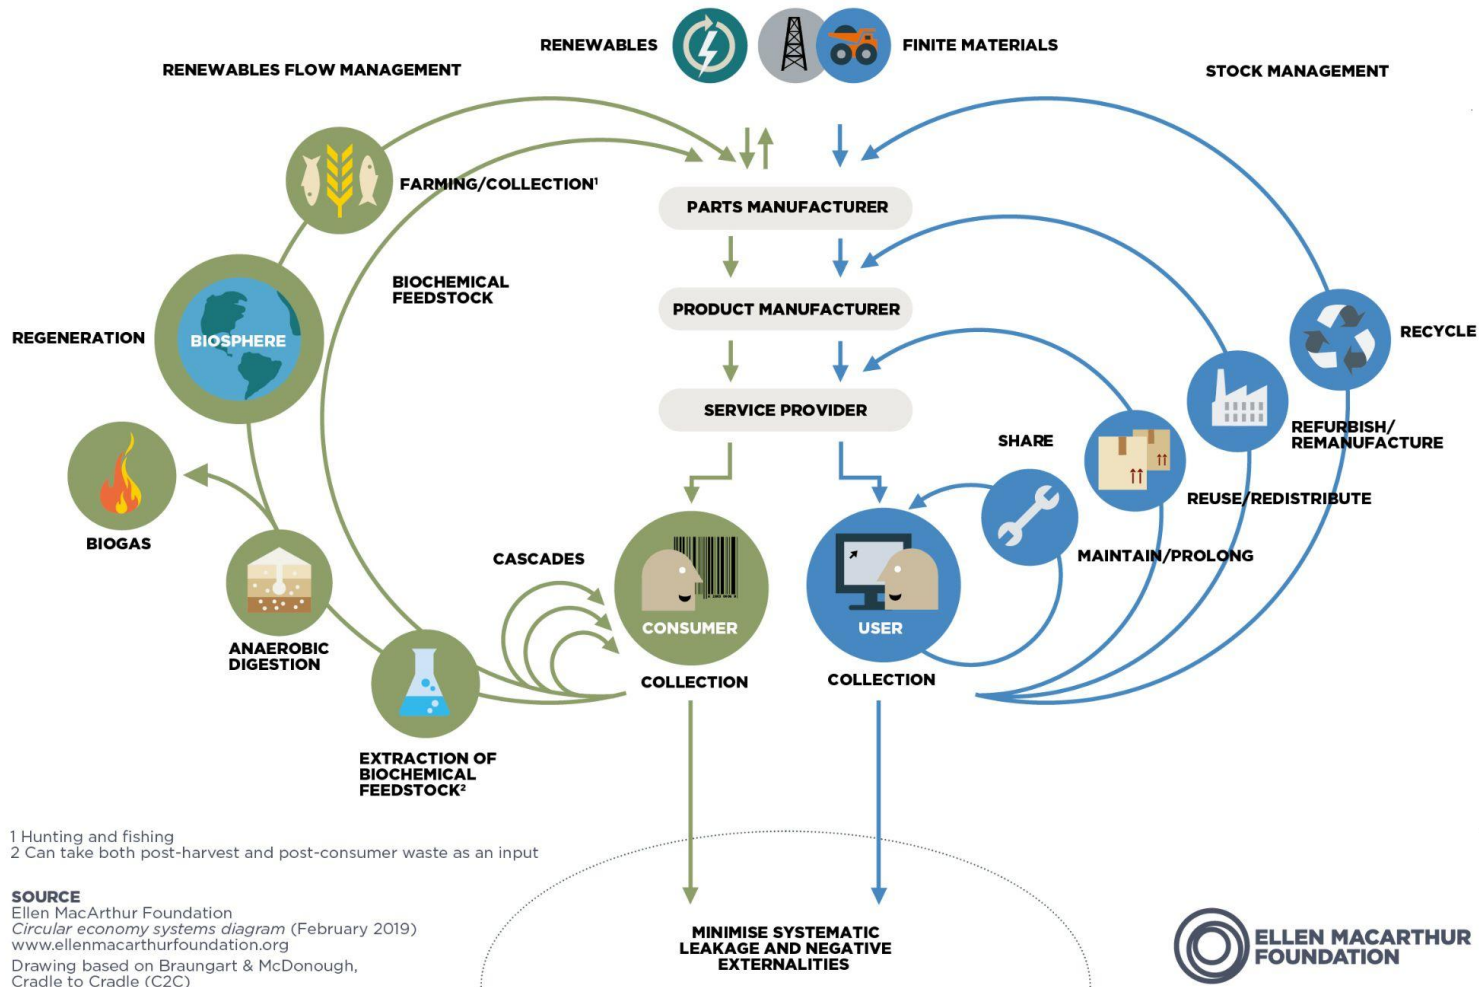 RENEWABLES
FINITE MATERIALS
RENEWABLES FLOW MANAGEMENT
STOCK MANAGEMENT
FARMING/COLLECTION¹
PARTS MANUFACTURER
BIOCHEMICAL
FEEDSTOCK
PRODUCT MANUFACTURER
REGENERATION
BIOSPHERE
RECYCLE
SERVICE PROVIDER
SHARE
REFURBISH/
REMANUFACTURE
REUSE/REDISTRIBUTE
BIOGAS
CASCADES
MAINTAIN/PROLONG
CONSUMER
USER
ANAEROBIC
DIGESTION
COLLECTION
COLLECTION
EXTRACTION OF
BIOCHEMICAL
FEEDSTOCK²
1 Hunting and fishing
2 Can take both post-harvest and post-consumer waste as an input
SOURCE
Ellen MacArthur Foundation
Circular economy systems diagram (February 2019)
www.ellenmacarthurfoundation.org
Drawing based on Braungart & McDonough,
Cradle to Cradle (C2C)
MINIMISE SYSTEMATIC
LEAKAGE AND NEGATIVE
EXTERNALITIES
ELLEN MACARTHUR
FOUNDATION